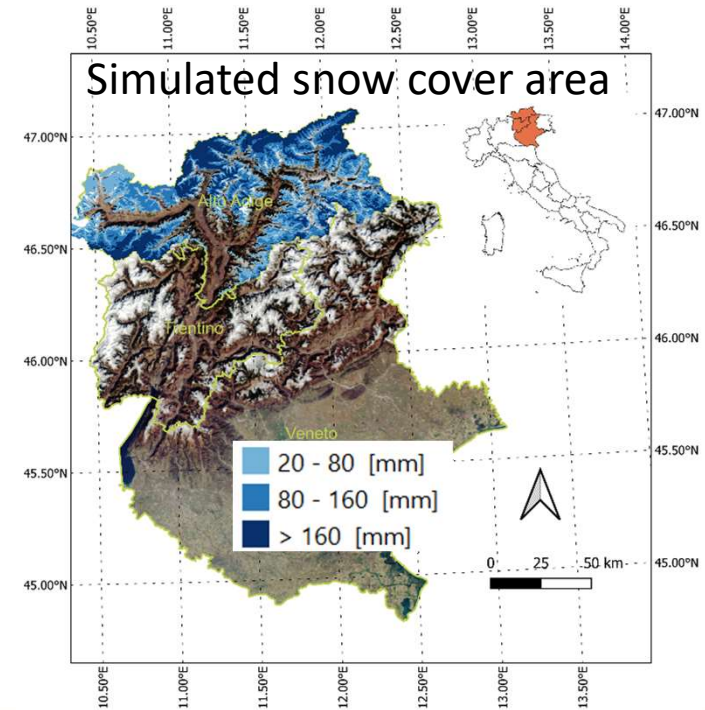 10.50°E
11.00°E
11.50°E
12.00°E
12.50°E
13.00°E
13.50°E
14.00°E
Simulated snow cover area
47.00°N
47.00°N
Alto Adige
46.50°N
46.50°N
Trentino
46.00°N
46.00°N
Veneto
45.50°N
45.50°N
20 - 80 [mm]
80 - 160 [mm]
> 160 [mm]
0 25 50 km
45.00°N
45.00°N
10.50°E
11.00°E
11.50°E
12.00°E
12.50°E
13.00°E
13.50°E